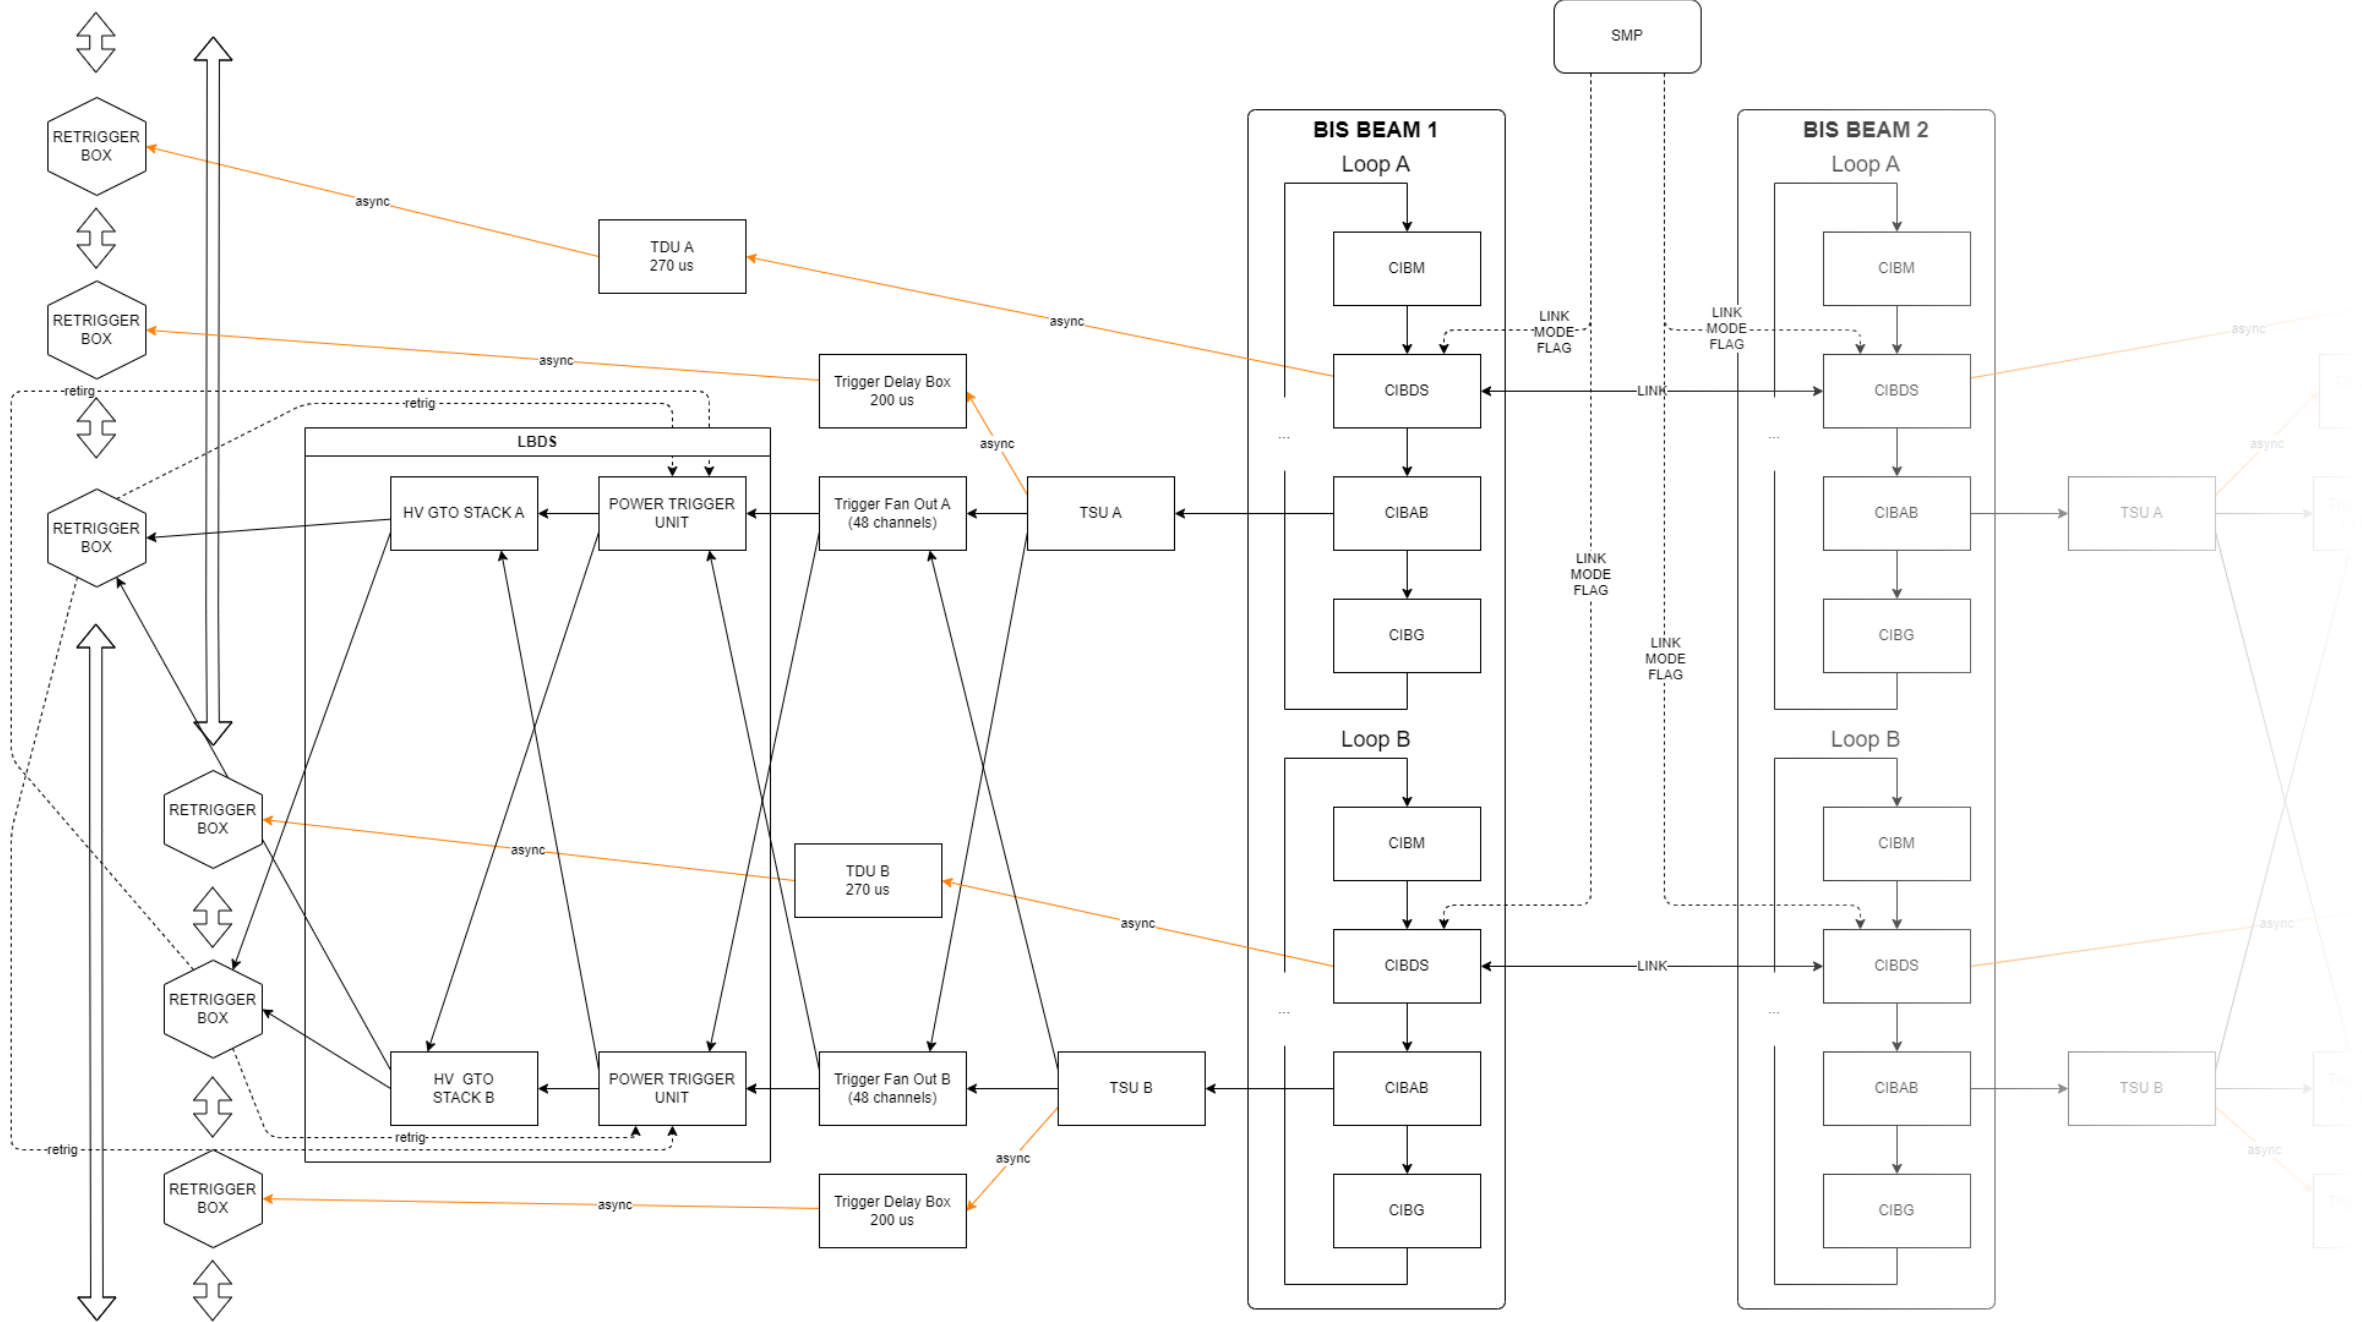 SMP
BIS BEAM 1
BIS BEAM 2
Loop A
Loop A
RETRIGGER
BOX
async
TDU A
270 us
CIBM
CIBM
RETRIGGER
BOX
async
async
LINK
MODE
FLAG
LINK
MODE
FLAG
async
Trigger Delay Box
200 us
CIBDS
LINK
CIBDS
retirg
retrig
async
...
...
async
LBDS
RETRIGGER
BOX
HV GTO STACK A
POWER TRIGGER
UNIT
Trigger Fan Out A
(48 channels)
TSU A
CIBAB
CIBAB
TSU A
LINK
MODE
FLAG
CIBG
CIBG
LINK
MODE
FLAG
Loop B
Loop B
RETRIGGER
BOX
async
TDU B
270 us
CIBM
CIBM
async
async
CIBDS
LINK
CIBDS
RETRIGGER
BOX
...
...
HV GTO
STACK B
POWER TRIGGER
UNIT
Trigger Fan Out B
(48 channels)
TSU B
CIBAB
CIBAB
TSU B
retrig
retrig
async
async
RETRIGGER
BOX
async
Trigger Delay Box
200 us
CIBG
CIBG